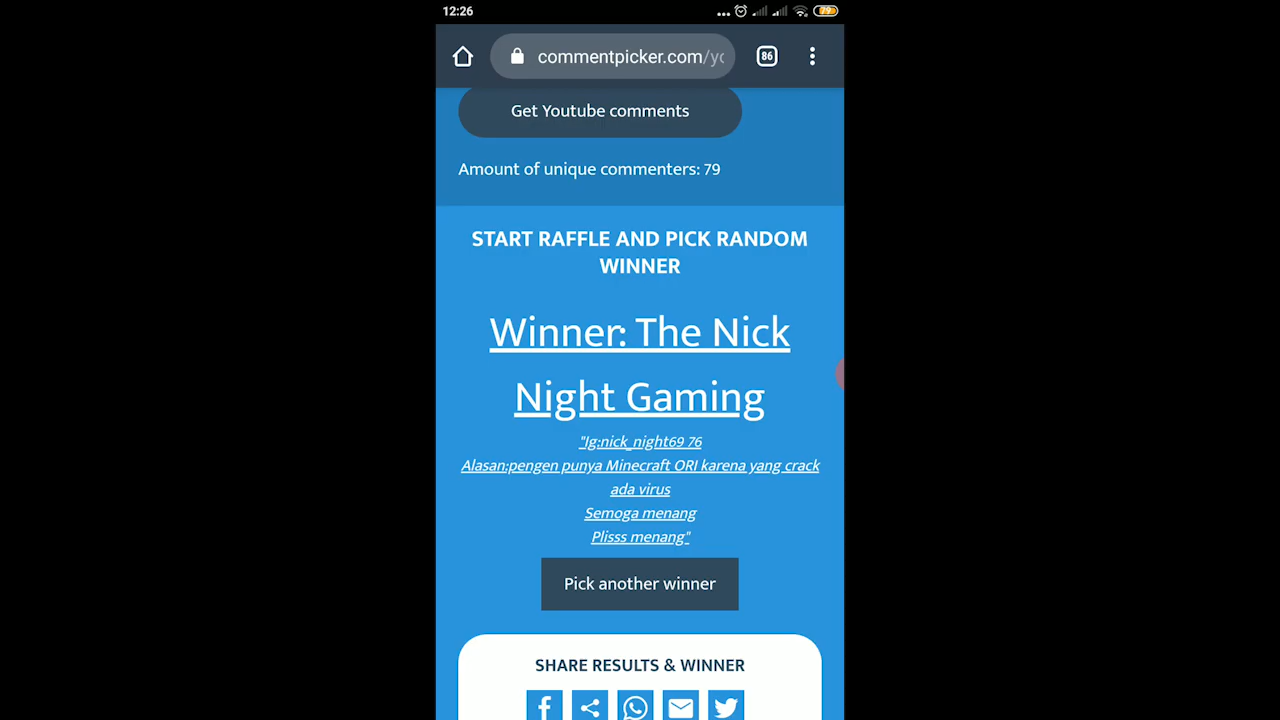 12:26
79
commentpicker.com/yo
86
Get Youtube comments
Amount of unique commenters: 79
START RAFFLE AND PICK RANDOM
WINNER
Winner: The Nick
Night Gaming
"Ig:nick_night69 76
Alasan:pengen punya Minecraft ORI karena yang crack
ada virus
Semoga menang
Plisss menang"
Pick another winner
SHARE RESULTS & WINNER